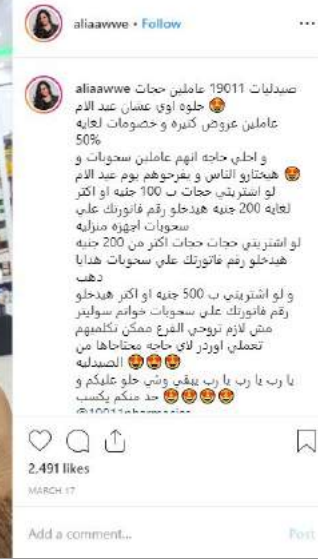 aliaawwe • Follow
aliaawwe صيدليات 19011 عاملين حجات
حلوه اوي عشان عيد الام 😍
عاملين عروض كتيره و خصومات لغايه
50%
و احلي حاجه انهم عاملين سحوبات و
هيختارو الناس و يفرحوهم يوم عيد الام 😍
لو اشتريتي حجات ب 100 جنيه او اكتر
لغايه 200 جنيه هيدخلو رقم فاتورتك علي
سحوبات اجهزه منزليه
لو اشتريتي حجات حجات اكتر من 200 جنيه
هيدخلو رقم فاتورتك علي سحوبات هدايا
دهب
و لو اشتريتي ب 500 جنيه او اكتر هيدخلو
رقم فاتورتك علي سحوبات خواتم سوليتر
مش لازم تروحي الفرع ممكن تكلميهم
تعملي اوردر لاي حاجه محتاجاها من
الصيدليه 😍😍😍
يا رب يا رب يا رب يبقي وشي حلو عليكم و
حد منكم يكسب 😍😍😍😍
2,491 likes
MARCH 17
Add a comment...
Post